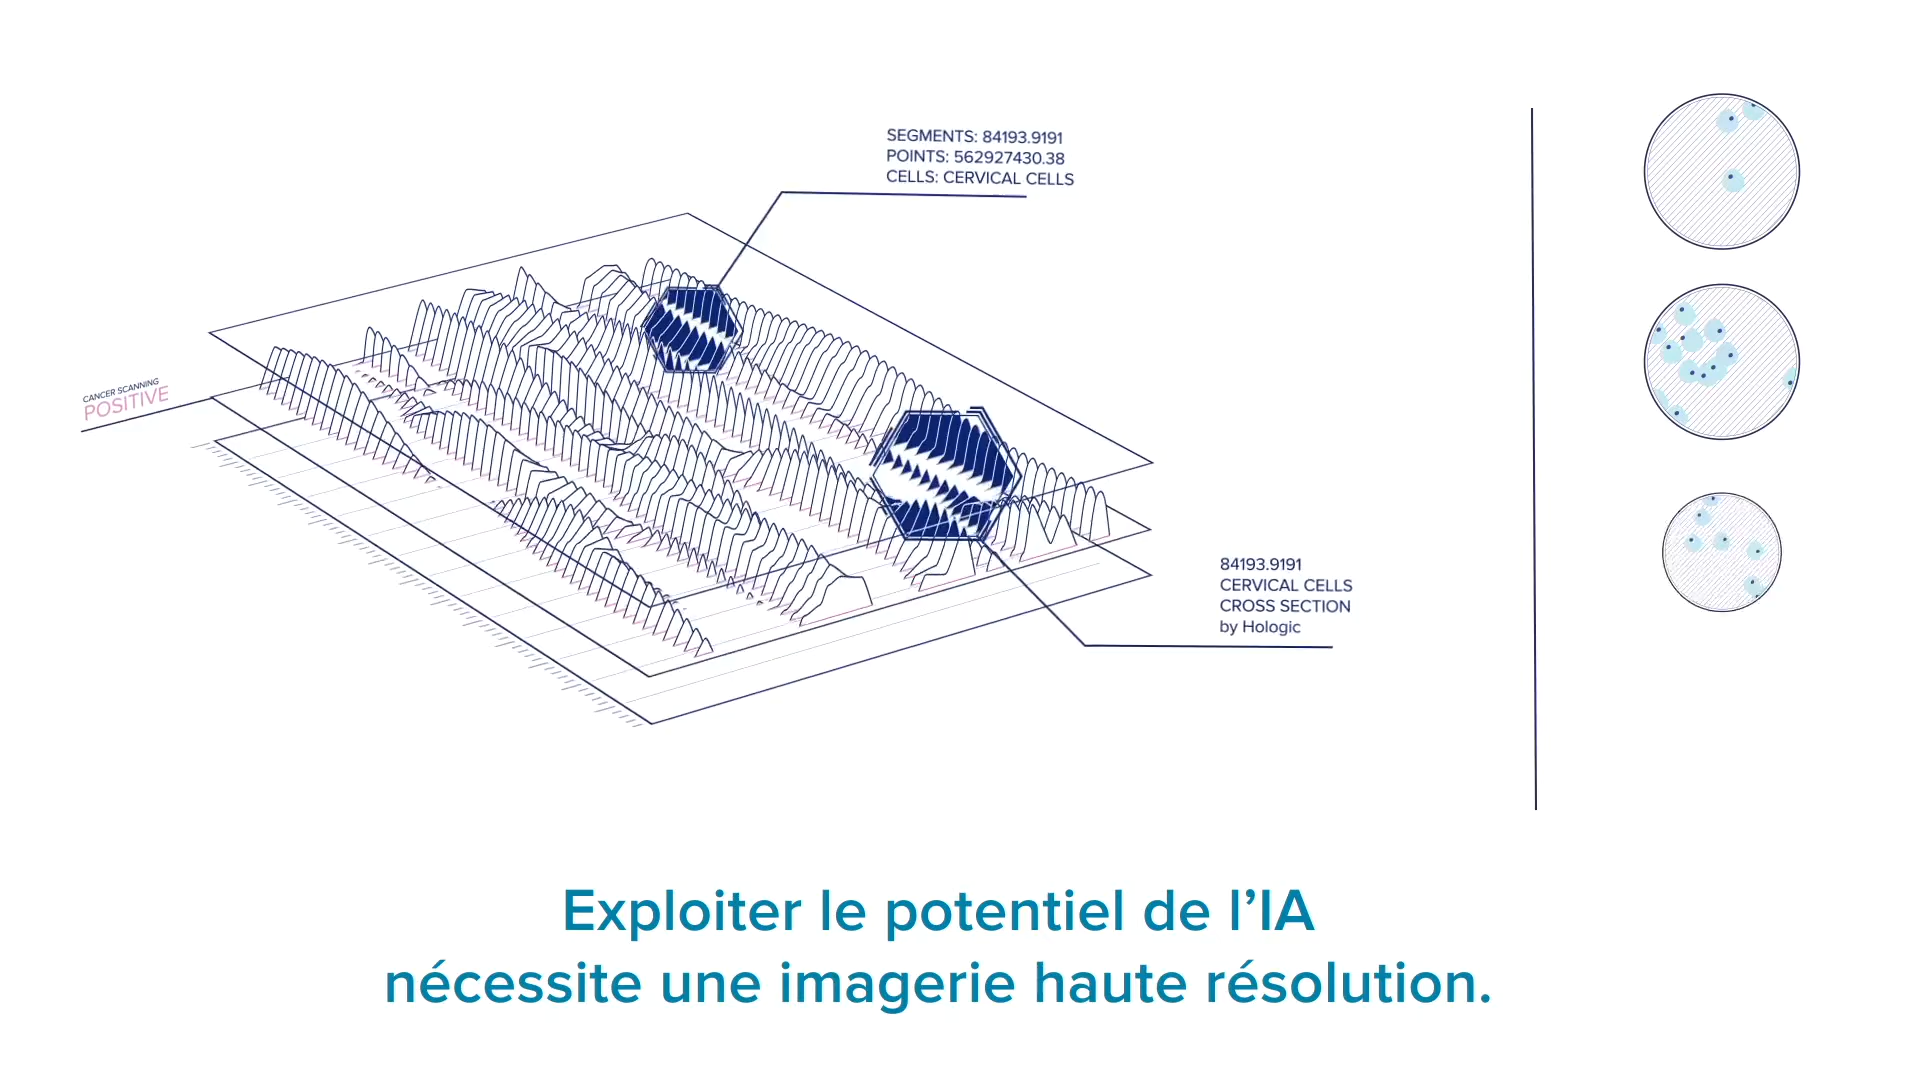 SEGMENTS: 84193.9191
POINTS: 562927430.38
CELLS: CERVICAL CELLS
CANCER SCANNING
POSITIVE
84193.9191
CERVICAL CELLS
CROSS SECTION
by Hologic
Exploiter le potentiel de l’IA
nécessite une imagerie haute résolution.